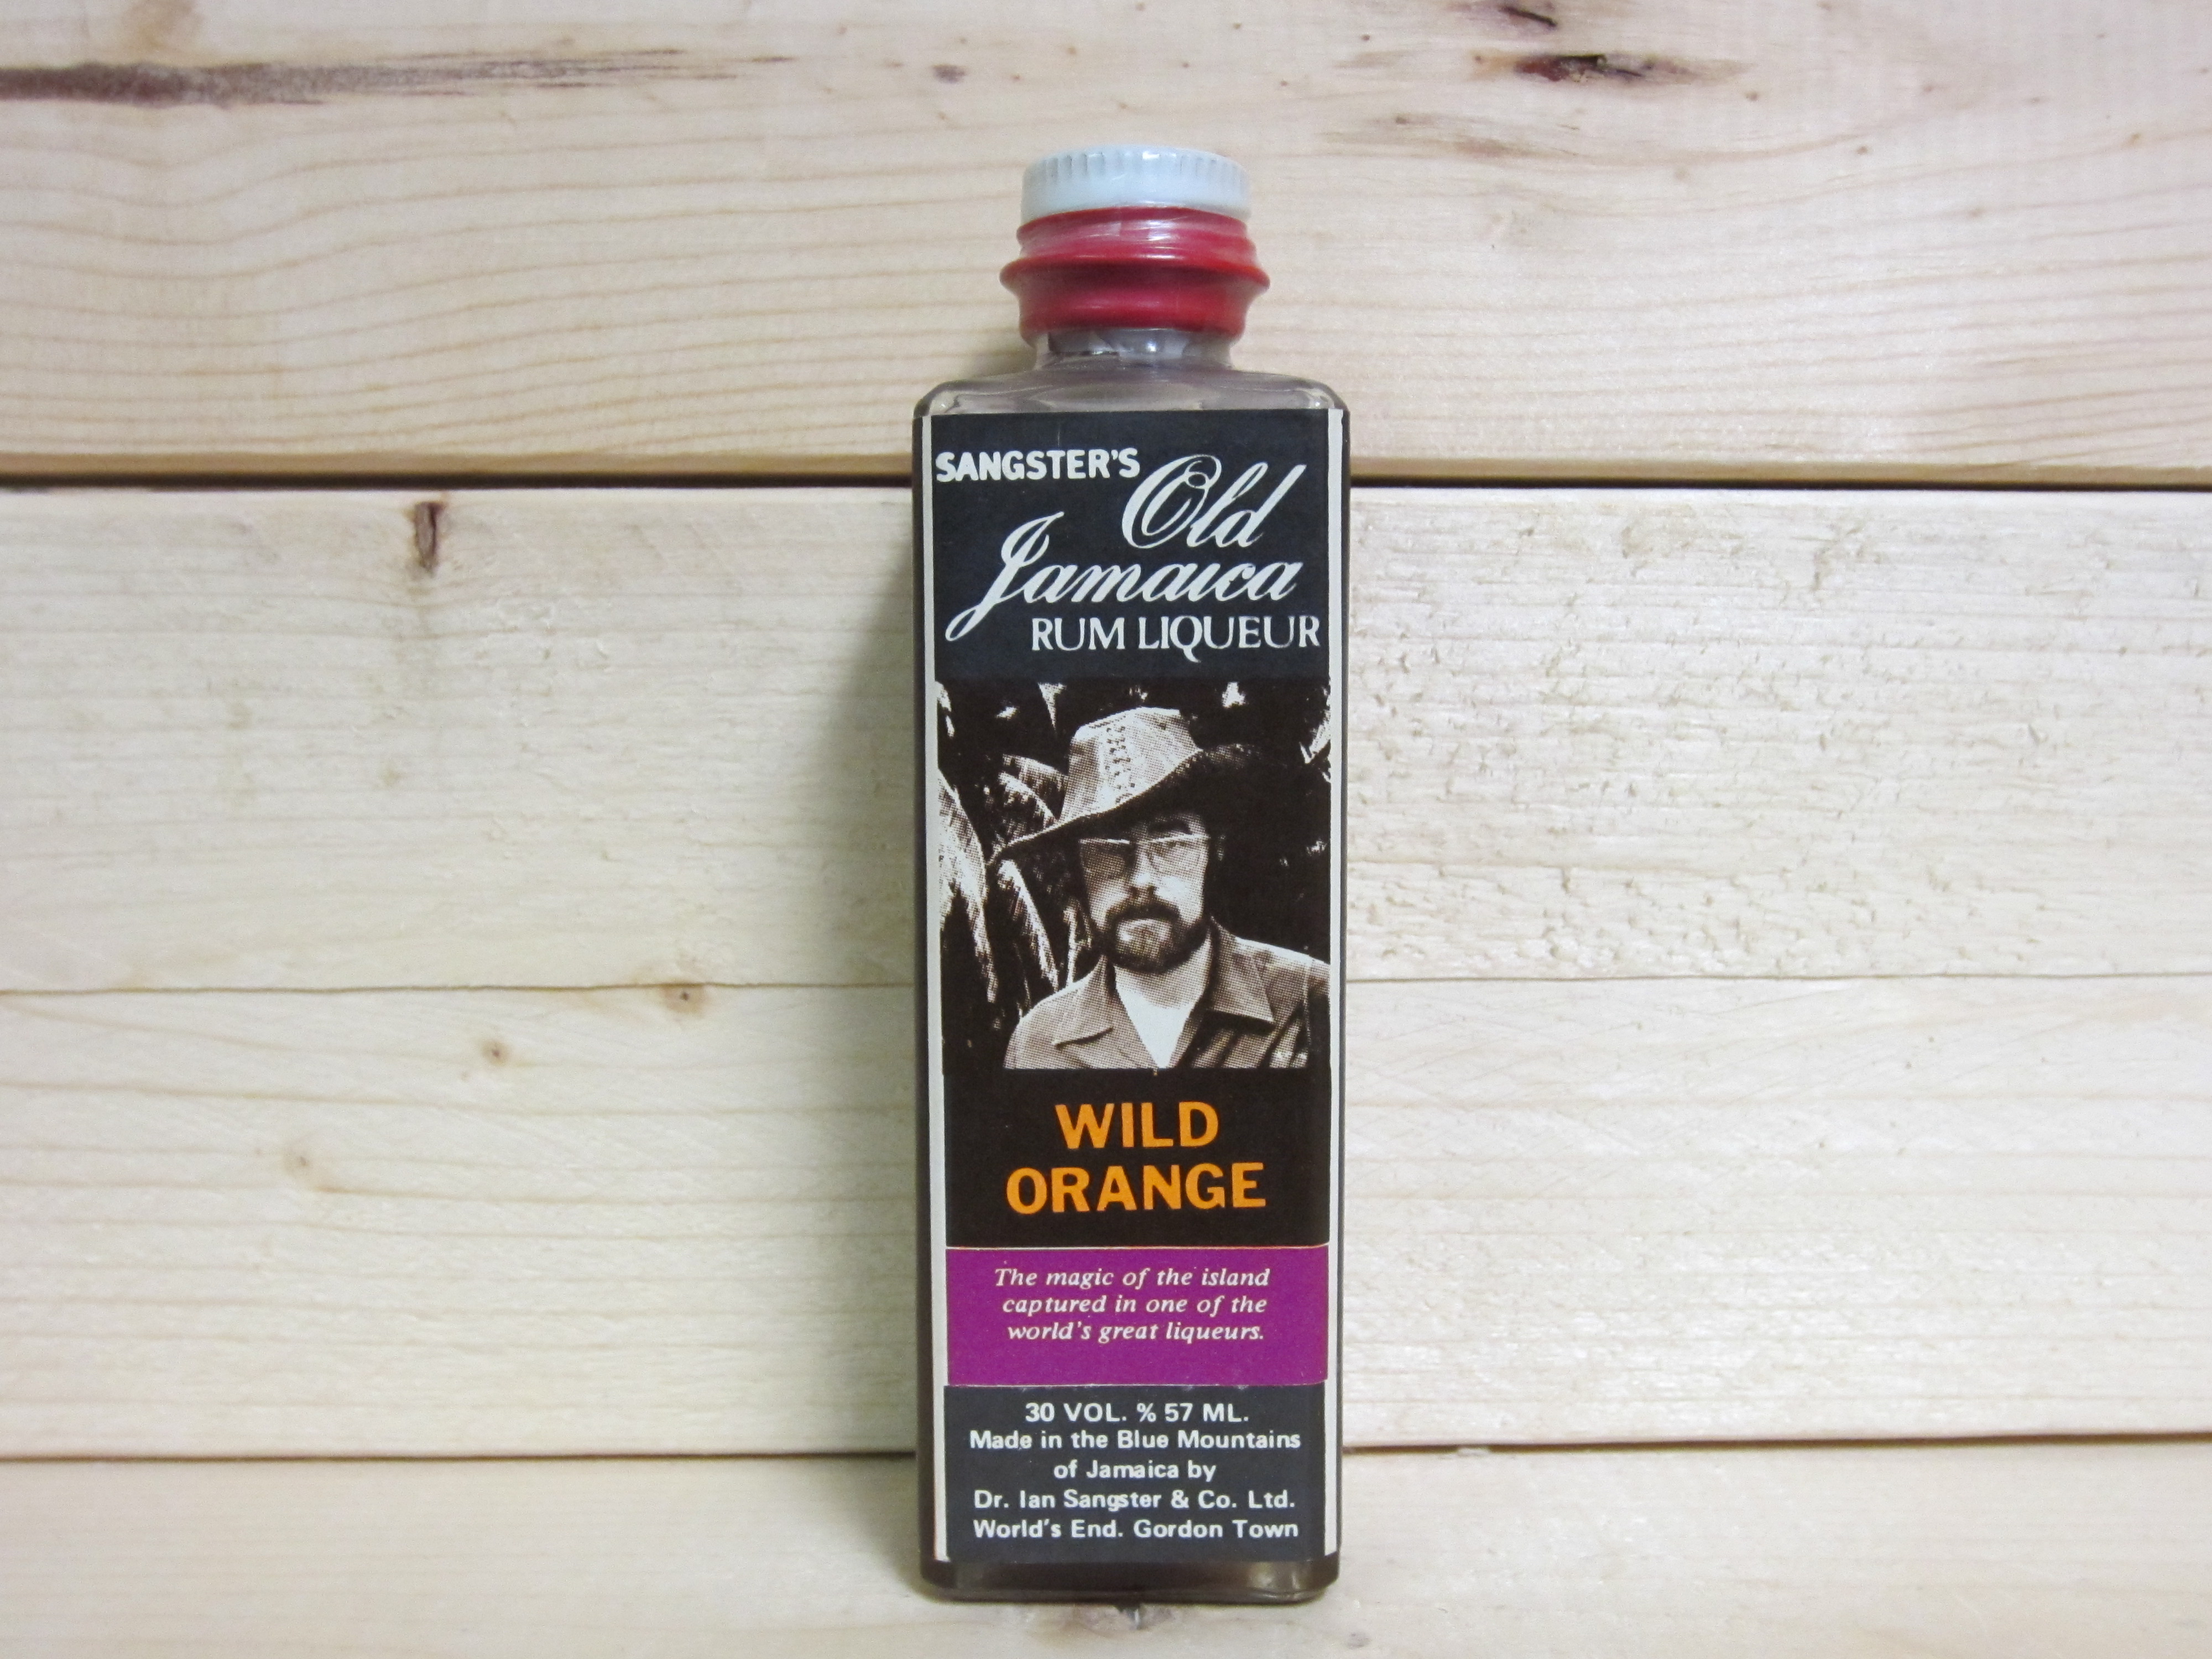 SANGSTER'S
Old
Jamaica
RUM LIQUEUR
WILD
ORANGE
The magic of the island
captured in one of the
world's great liqueurs.
30 VOL. % 57 ML.
Made in the Blue Mountains
of Jamaica by
Dr. Ian Sangster & Co. Ltd.
World's End. Gordon Town